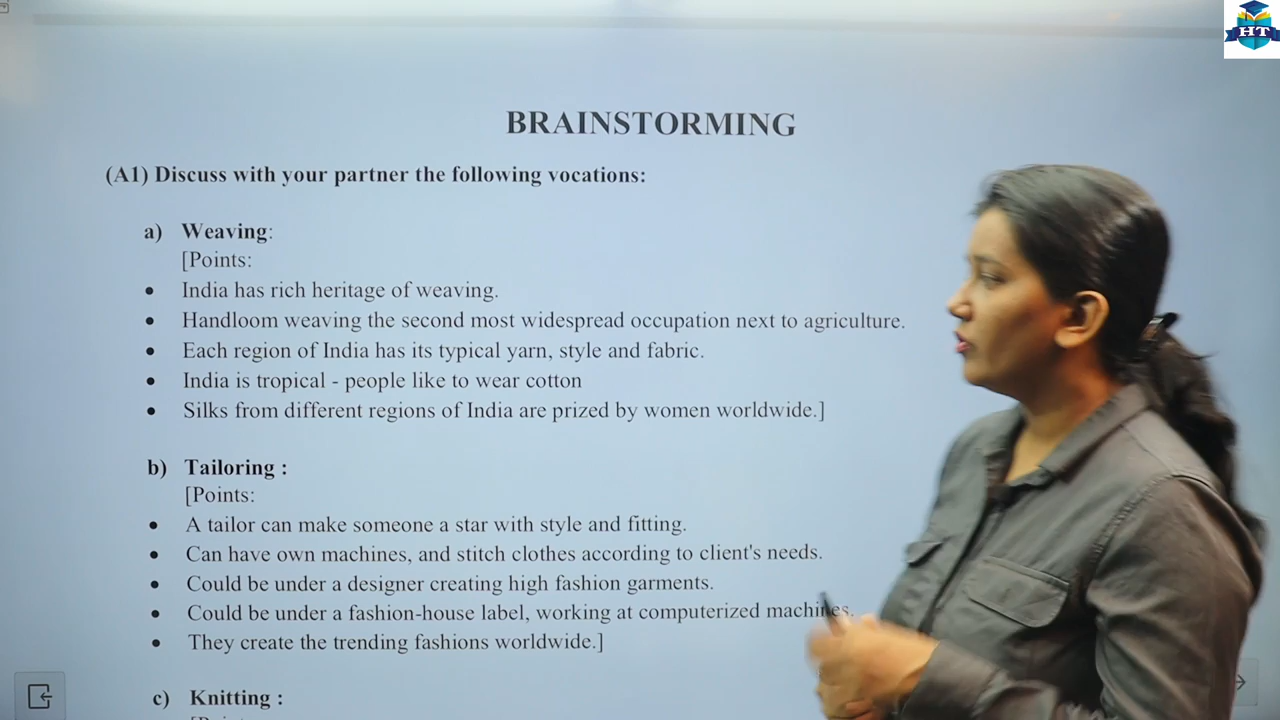 HT
BRAINSTORMING
(A1) Discuss with your partner the following vocations:
a) Weaving:
[Points:
• India has rich heritage of weaving.
• Handloom weaving the second most widespread occupation next to agriculture.
• Each region of India has its typical yarn, style and fabric.
• India is tropical - people like to wear cotton
• Silks from different regions of India are prized by women worldwide.]
b) Tailoring :
[Points:
• A tailor can make someone a star with style and fitting.
• Can have own machines, and stitch clothes according to client's needs.
• Could be under a designer creating high fashion garments.
• Could be under a fashion-house label, working at computerized machines.
• They create the trending fashions worldwide.]
c) Knitting :